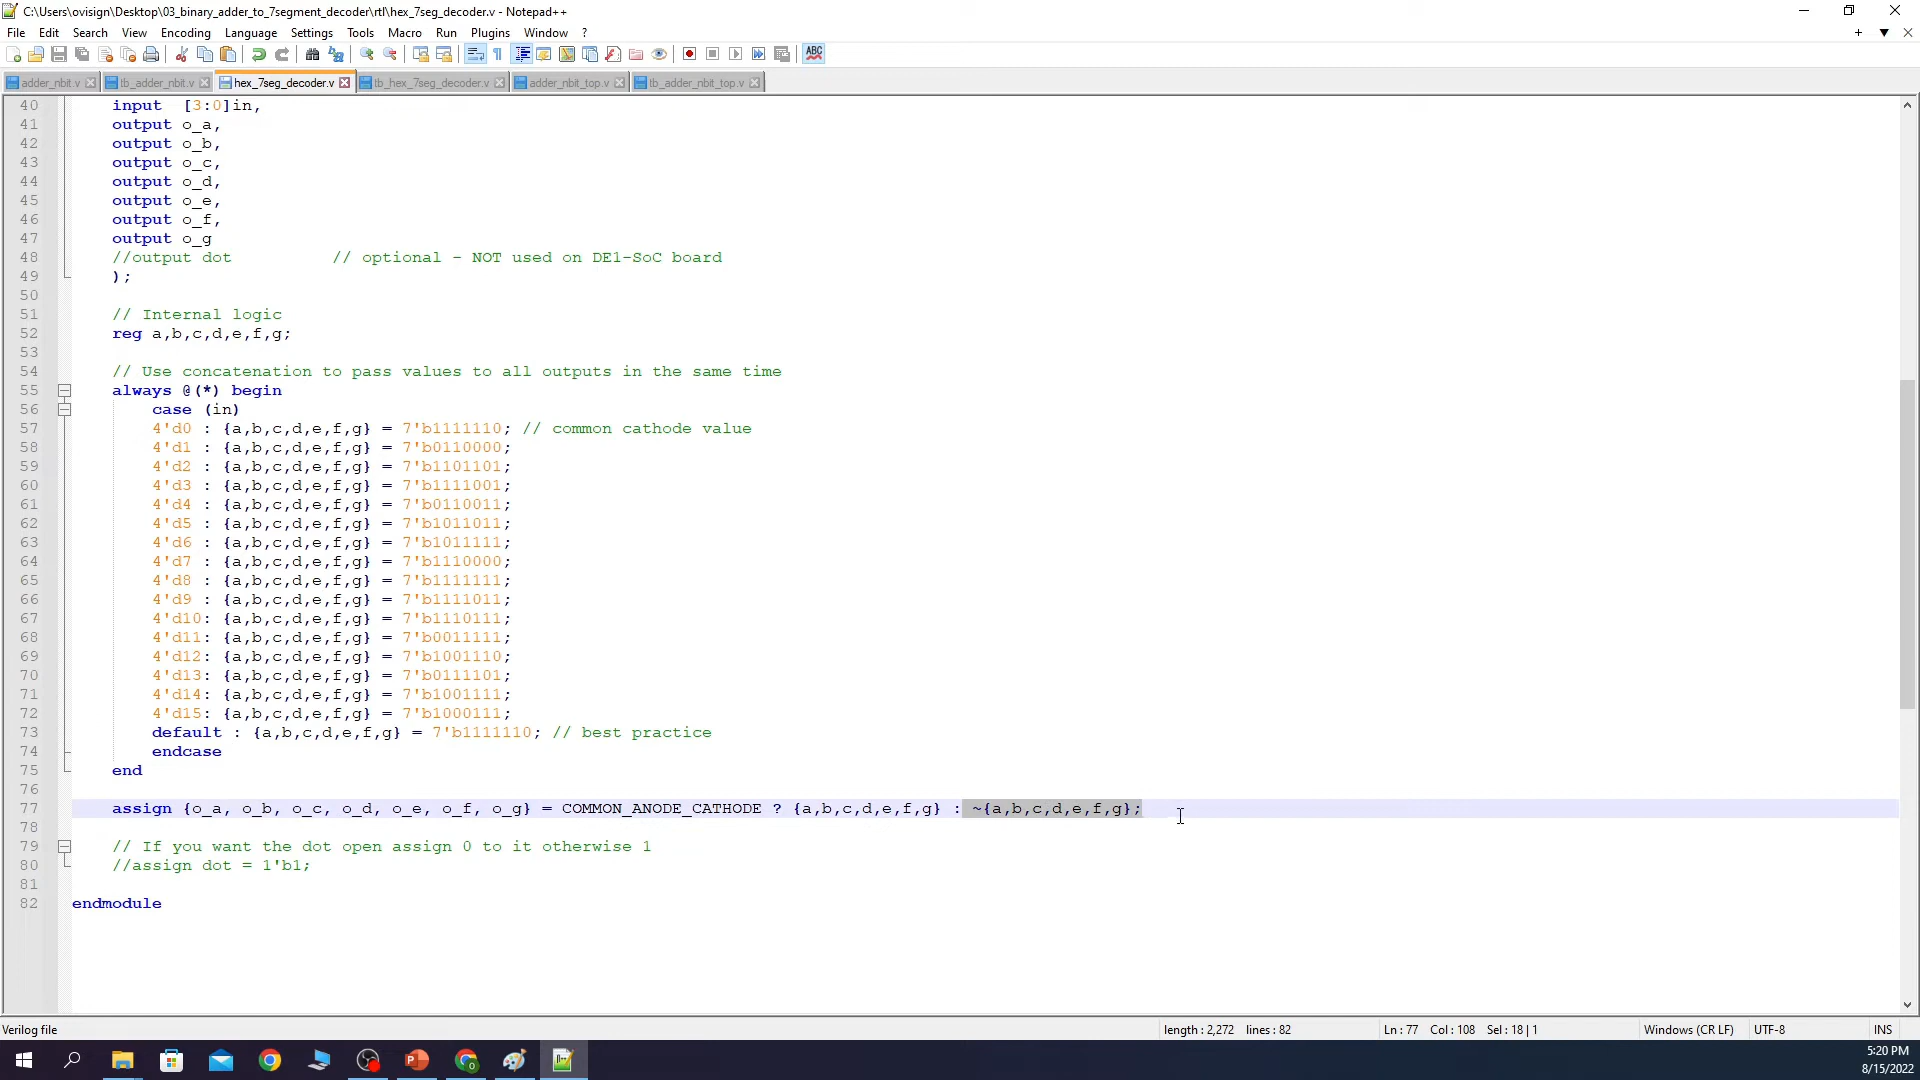 C:\Users\ovisign\Desktop\03_binary_adder_to_7segment_decoder\rtl\hex_7seg_decoder.v - Notepad++
File Edit Search View Encoding Language Settings Tools Macro Run Plugins Window ?
adder_nbit.v tb_adder_nbit.v hex_7seg_decoder.v tb_hex_7seg_decoder.v adder_nbit_top.v tb_adder_nbit_top.v
40 input [3:0]in,
41 output o_a,
42 output o_b,
43 output o_c,
44 output o_d,
45 output o_e,
46 output o_f,
47 output o_g
48 //output dot // optional - NOT used on DE1-SoC board
49 );
50
51 // Internal logic
52 reg a,b,c,d,e,f,g;
53
54 // Use concatenation to pass values to all outputs in the same time
55 always @(*) begin
56 case (in)
57 4'd0 : {a,b,c,d,e,f,g} = 7'b1111110; // common cathode value
58 4'd1 : {a,b,c,d,e,f,g} = 7'b0110000;
59 4'd2 : {a,b,c,d,e,f,g} = 7'b1101101;
60 4'd3 : {a,b,c,d,e,f,g} = 7'b1111001;
61 4'd4 : {a,b,c,d,e,f,g} = 7'b0110011;
62 4'd5 : {a,b,c,d,e,f,g} = 7'b1011011;
63 4'd6 : {a,b,c,d,e,f,g} = 7'b1011111;
64 4'd7 : {a,b,c,d,e,f,g} = 7'b1110000;
65 4'd8 : {a,b,c,d,e,f,g} = 7'b1111111;
66 4'd9 : {a,b,c,d,e,f,g} = 7'b1111011;
67 4'd10: {a,b,c,d,e,f,g} = 7'b1110111;
68 4'd11: {a,b,c,d,e,f,g} = 7'b0011111;
69 4'd12: {a,b,c,d,e,f,g} = 7'b1001110;
70 4'd13: {a,b,c,d,e,f,g} = 7'b0111101;
71 4'd14: {a,b,c,d,e,f,g} = 7'b1001111;
72 4'd15: {a,b,c,d,e,f,g} = 7'b1000111;
73 default : {a,b,c,d,e,f,g} = 7'b1111110; // best practice
74 endcase
75 end
76
77 assign {o_a, o_b, o_c, o_d, o_e, o_f, o_g} = COMMON_ANODE_CATHODE ? {a,b,c,d,e,f,g} : ~{a,b,c,d,e,f,g};
78
79 // If you want the dot open assign 0 to it otherwise 1
80 //assign dot = 1'b1;
81
82 endmodule
Verilog file length : 2,272 lines : 82 Ln : 77 Col : 108 Sel : 18 | 1 Windows (CR LF) UTF-8 INS
5:20 PM
8/15/2022